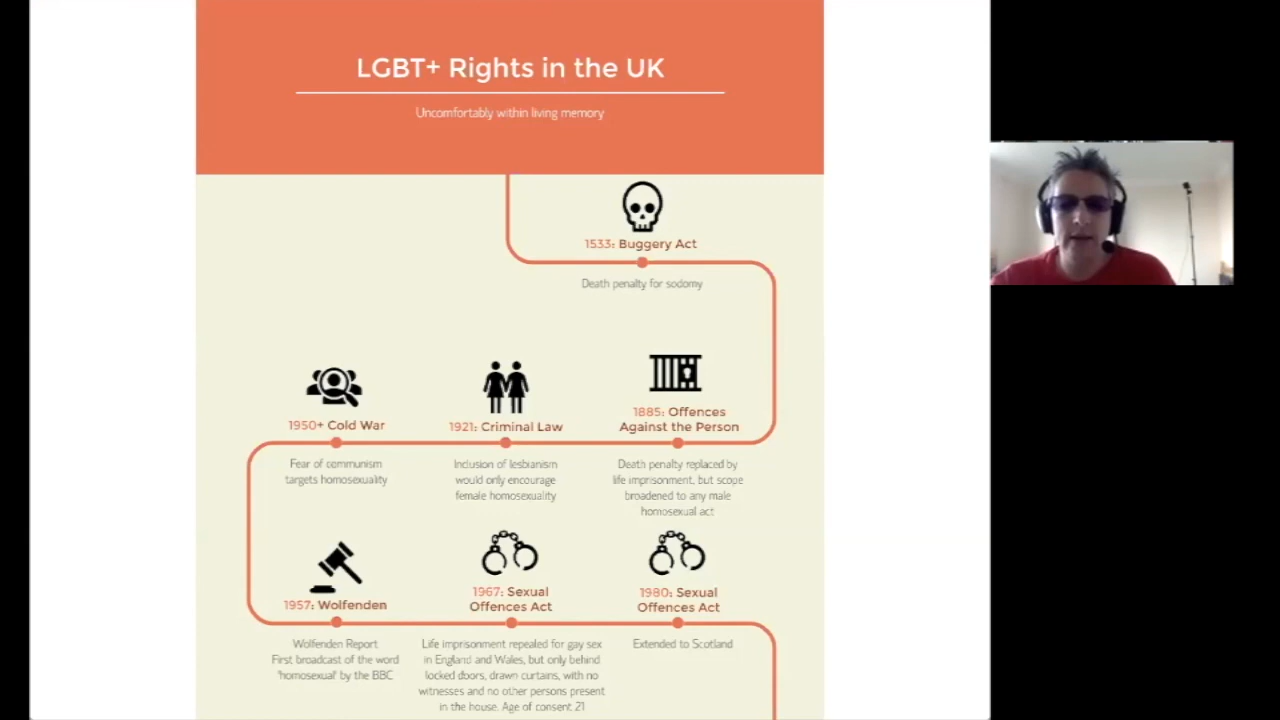 LGBT+ Rights in the UK
Uncomfortably within living memory
1533: Buggery Act
Death penalty for sodomy
1885: Offences
Against the Person
Death penalty replaced by
life imprisonment, but scope
broadened to any male
homosexual act
1921: Criminal Law
Inclusion of lesbianism
would only encourage
female homosexuality
1950+ Cold War
Fear of communism
targets homosexuality
1957: Wolfenden
Wolfenden Report
First broadcast of the word
'homosexual' by the BBC
1967: Sexual
Offences Act
Life imprisonment repealed for gay sex
in England and Wales, but only behind
locked doors, drawn curtains, with no
witnesses and no other persons present
in the house. Age of consent 21
1980: Sexual
Offences Act
Extended to Scotland